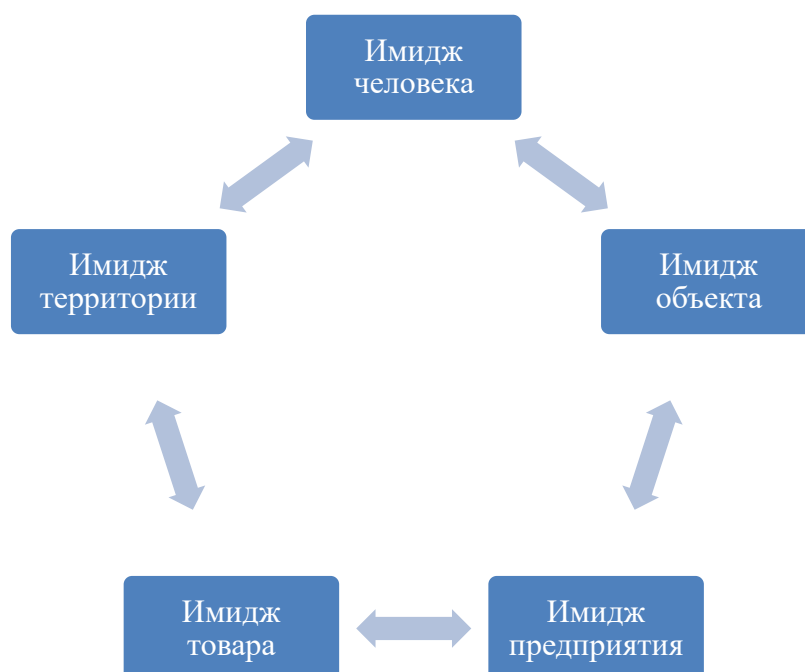 Имидж
человека
Имидж
территории
Имидж
объекта
Имидж
товара
Имидж
предприятия